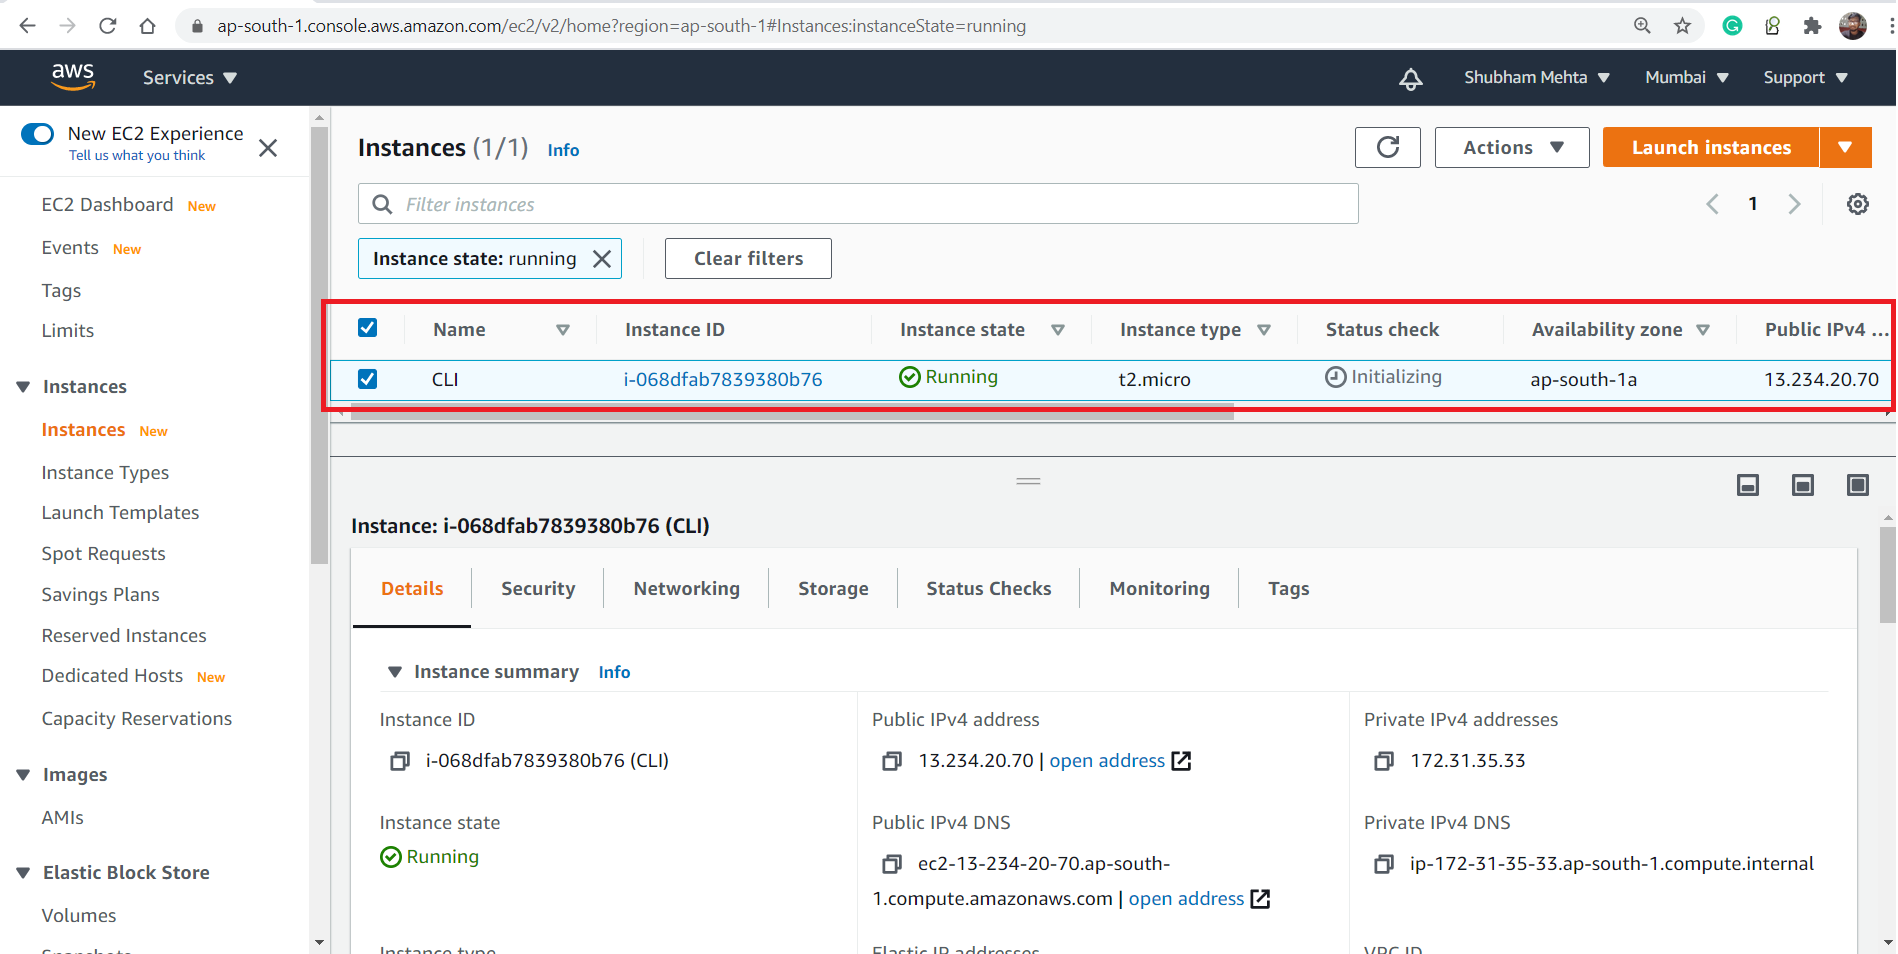 ap-south-1.console.aws.amazon.com/ec2/v2/home?region=ap-south-1#Instances:instanceState=running
aws Services Shubham Mehta Mumbai Support
New EC2 Experience
Tell us what you think
EC2 Dashboard New
Events New
Tags
Limits
Instances
Instances New
Instance Types
Launch Templates
Spot Requests
Savings Plans
Reserved Instances
Dedicated Hosts New
Capacity Reservations
Images
AMIs
Elastic Block Store
Volumes
Snapshots
Instances (1/1) Info
Actions Launch instances
Filter instances
1
Instance state: running Clear filters
Name Instance ID Instance state Instance type Status check Availability zone Public IPv4 ...
CLI i-068dfab7839380b76 Running t2.micro Initializing ap-south-1a 13.234.20.70
Instance: i-068dfab7839380b76 (CLI)
Details Security Networking Storage Status Checks Monitoring Tags
Instance summary Info
Instance ID Public IPv4 address Private IPv4 addresses
i-068dfab7839380b76 (CLI) 13.234.20.70 | open address 172.31.35.33
Instance state Public IPv4 DNS Private IPv4 DNS
Running ec2-13-234-20-70.ap-south- ip-172-31-35-33.ap-south-1.compute.internal
1.compute.amazonaws.com | open address
Instance type Elastic IP addresses VPC ID